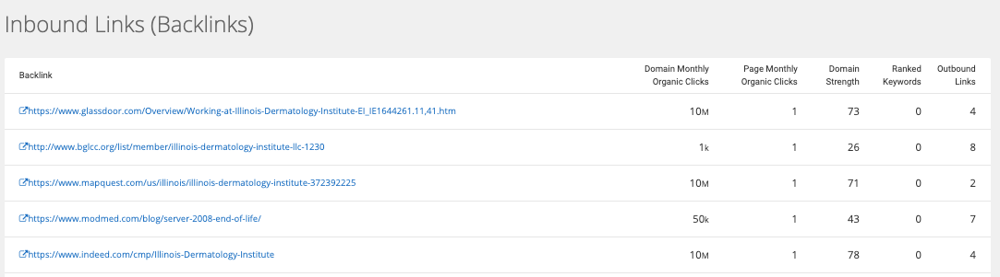 Inbound Links (Backlinks)
Backlink Domain Monthly Organic Clicks Page Monthly Organic Clicks Domain Strength Ranked Keywords Outbound Links
https://www.glassdoor.com/Overview/Working-at-Illinois-Dermatology-Institute-EI_IE1644261.11,41.htm 10M 1 73 0 4
http://www.bglcc.org/list/member/illinois-dermatology-institute-llc-1230 1k 1 26 0 8
https://www.mapquest.com/us/illinois/illinois-dermatology-institute-372392225 10M 1 71 0 2
https://www.modmed.com/blog/server-2008-end-of-life/ 50k 1 43 0 7
https://www.indeed.com/cmp/Illinois-Dermatology-Institute 10M 1 78 0 4